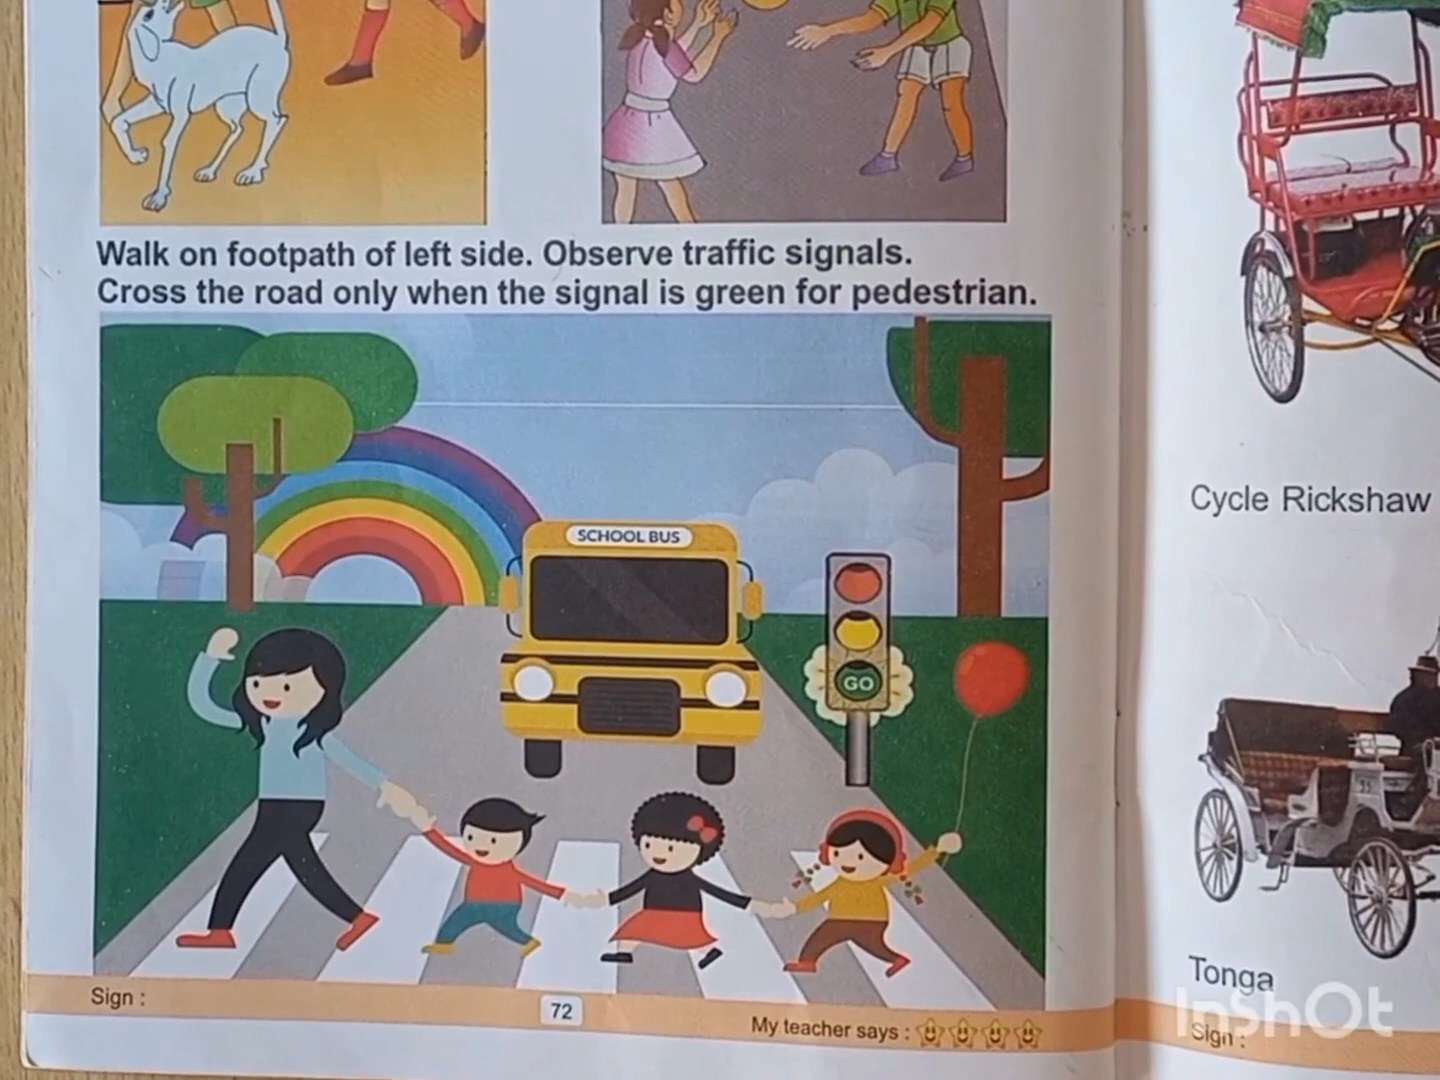 Walk on footpath of left side. Observe traffic signals.
Cross the road only when the signal is green for pedestrian.
SCHOOL BUS
GO
Sign :
72
My teacher says :
Cycle Rickshaw
Tonga
Sign :
InShOt